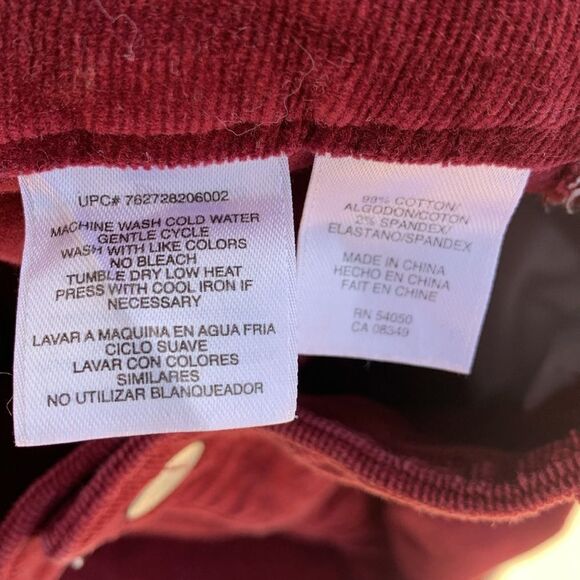 UPC# 762728206002
MACHINE WASH COLD WATER
GENTLE CYCLE
WASH WITH LIKE COLORS
NO BLEACH
TUMBLE DRY LOW HEAT
PRESS WITH COOL IRON IF
NECESSARY
LAVAR A MAQUINA EN AGUA FRIA
CICLO SUAVE
LAVAR CON COLORES
SIMILARES
NO UTILIZAR BLANQUEADOR
98% COTTON/
ALGODON/COTON
2% SPANDEX/
ELASTANO/SPANDEX
MADE IN CHINA
HECHO EN CHINA
FAIT EN CHINE
RN 54050
CA 08349